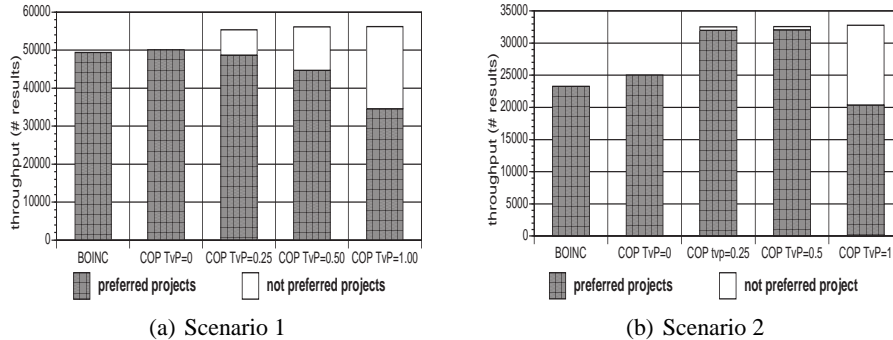 throughput (# results)
60000
50000
40000
30000
20000
10000
0
BOINC
COP TvP=0
COP TvP=0.25
COP TvP=0.50
COP TvP=1.00
preferred projects
not preferred projects
(a) Scenario 1
throughput (# results)
35000
30000
25000
20000
15000
10000
5000
0
BOINC
COP TvP=0
COP tvp=0.25
COP TvP=0.5
COP TvP=1
preferred projects
not preferred project
(b) Scenario 2